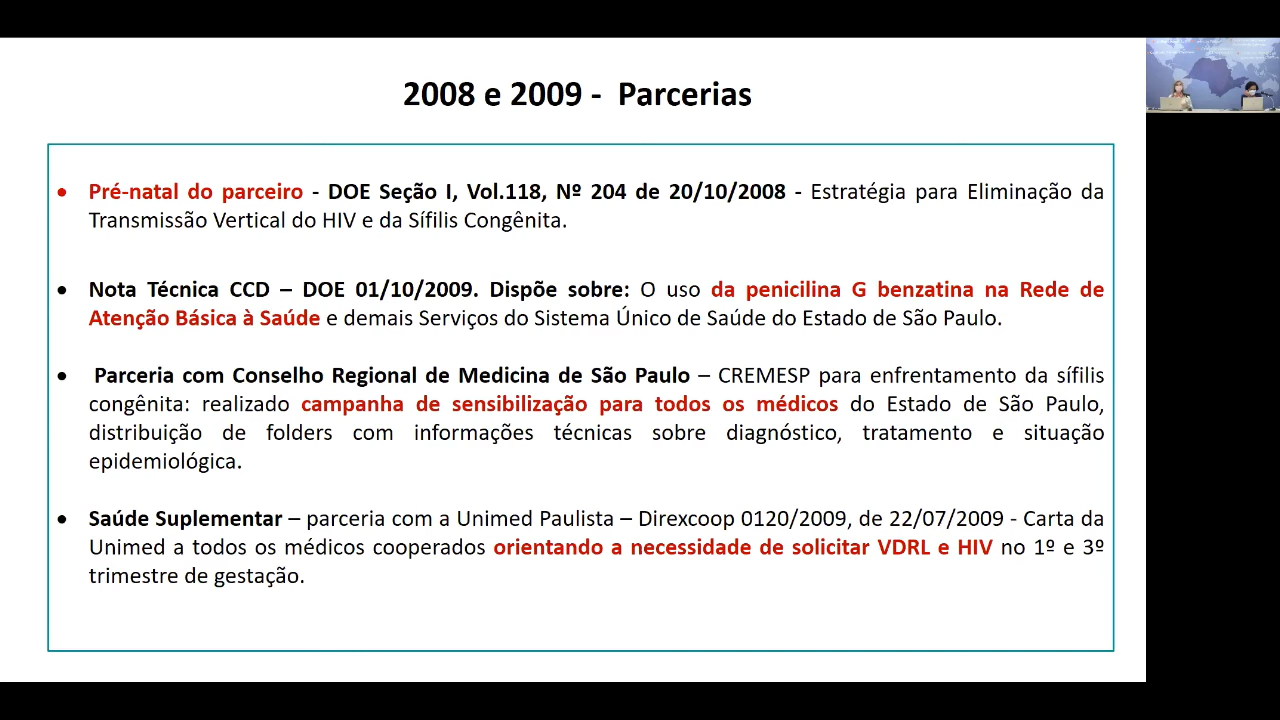 2008 e 2009 - Parcerias
• Pré-natal do parceiro - DOE Seção I, Vol.118, Nº 204 de 20/10/2008 - Estratégia para Eliminação da
Transmissão Vertical do HIV e da Sífilis Congênita.
• Nota Técnica CCD – DOE 01/10/2009. Dispõe sobre: O uso da penicilina G benzatina na Rede de
Atenção Básica à Saúde e demais Serviços do Sistema Único de Saúde do Estado de São Paulo.
• Parceria com Conselho Regional de Medicina de São Paulo – CREMESP para enfrentamento da sífilis
congênita: realizado campanha de sensibilização para todos os médicos do Estado de São Paulo,
distribuição de folders com informações técnicas sobre diagnóstico, tratamento e situação
epidemiológica.
• Saúde Suplementar – parceria com a Unimed Paulista – Direxcoop 0120/2009, de 22/07/2009 - Carta da
Unimed a todos os médicos cooperados orientando a necessidade de solicitar VDRL e HIV no 1º e 3º
trimestre de gestação.